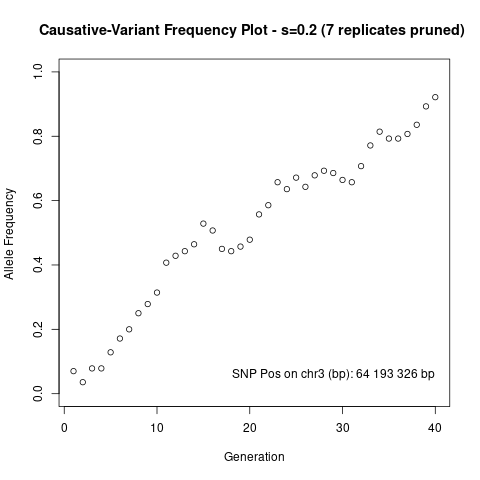 Causative-Variant Frequency Plot - s=0.2 (7 replicates pruned)
1.0
0.8
0.6
0.4
0.2
0.0
Allele Frequency
SNP Pos on chr3 (bp): 64 193 326 bp
0 10 20 30 40
Generation